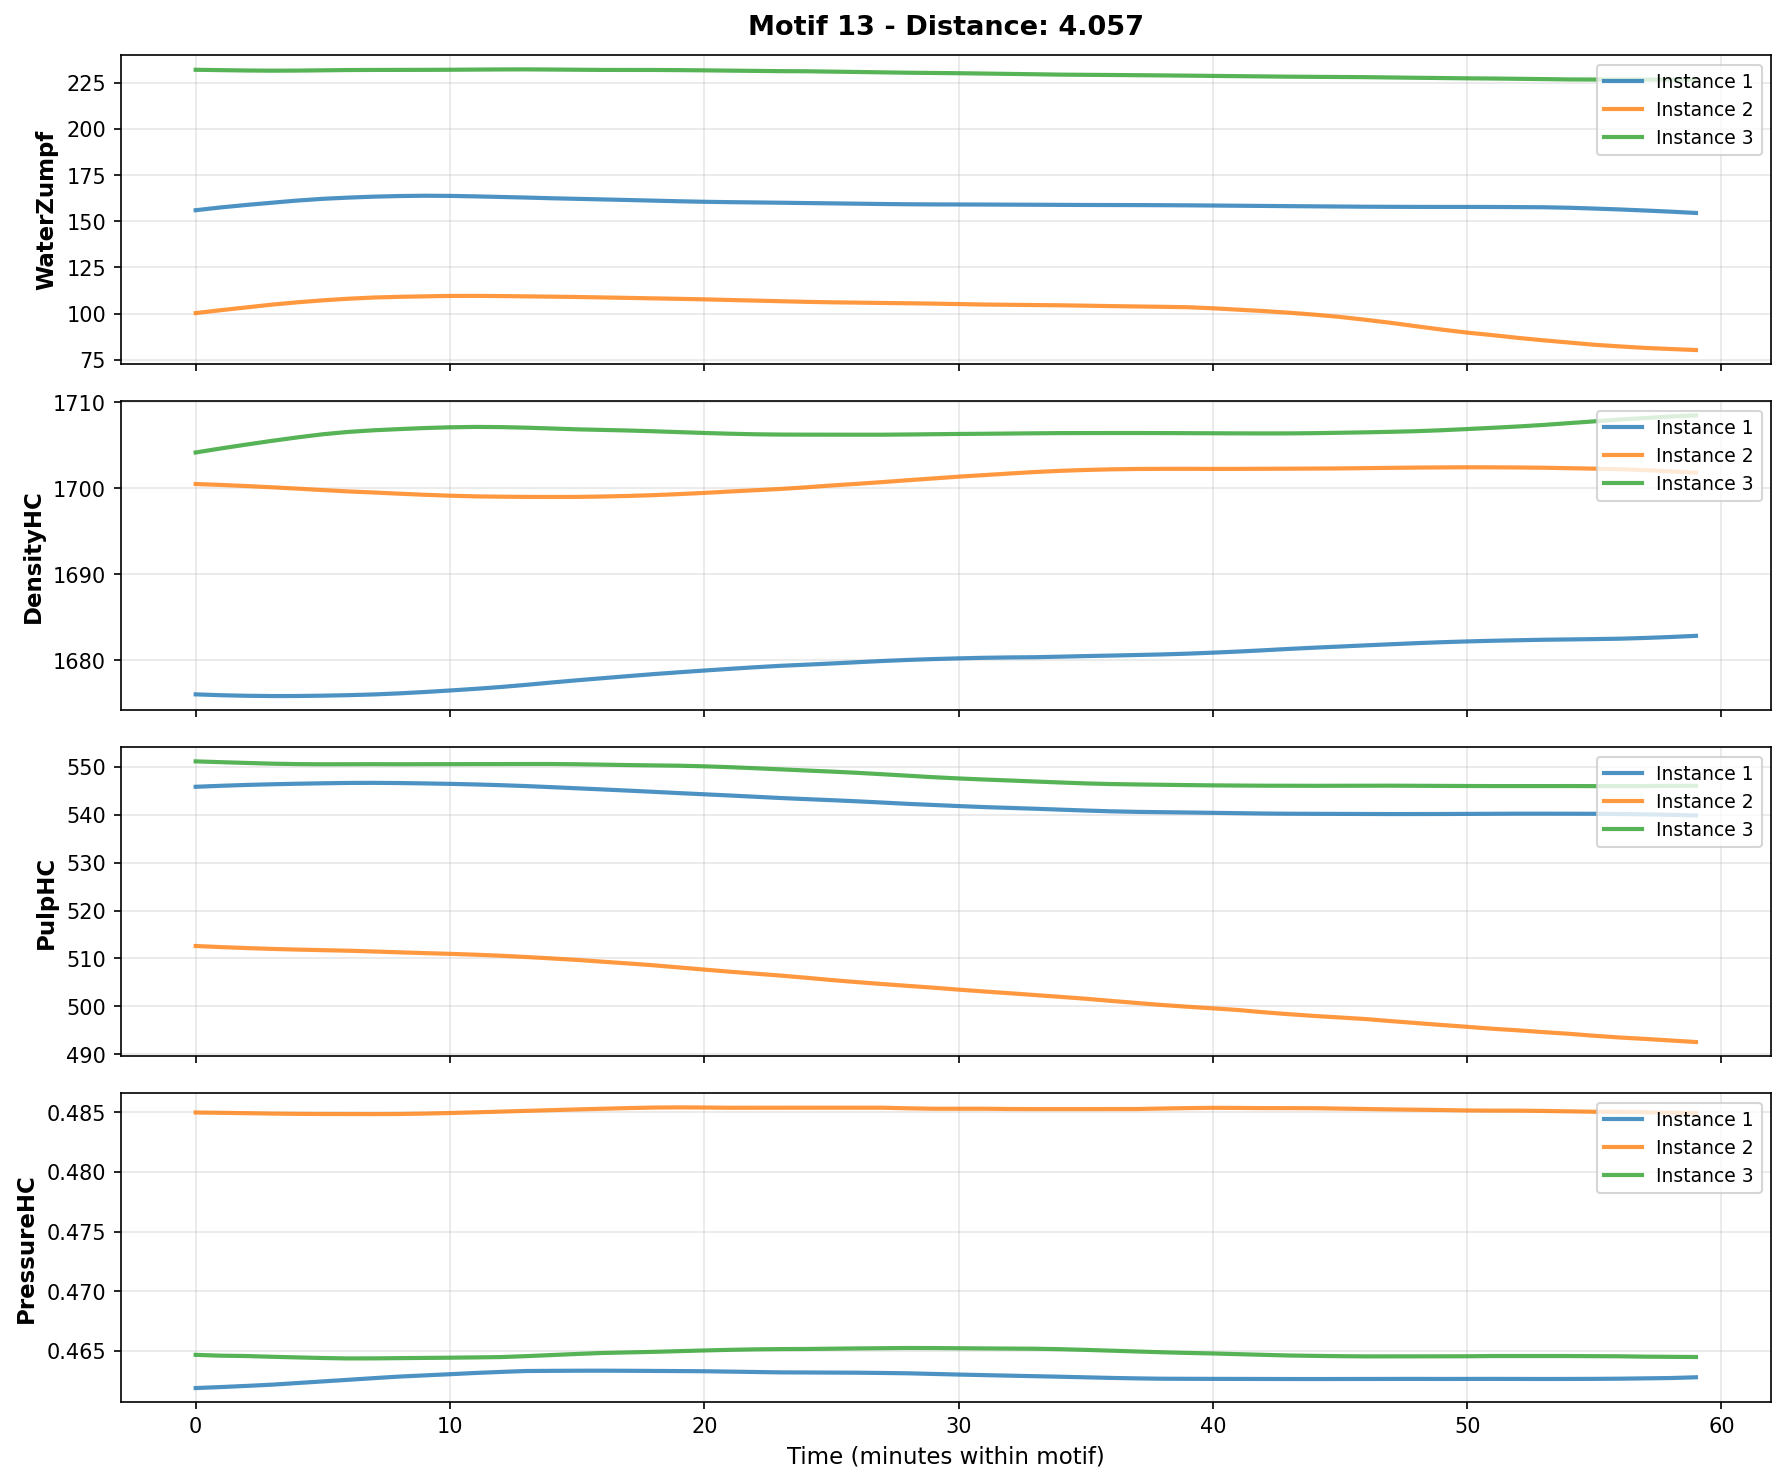 Motif 13 - Distance: 4.057
WaterZumpf
225
200
175
150
125
100
75
Instance 1
Instance 2
Instance 3
DensityHC
1710
1700
1690
1680
Instance 1
Instance 2
Instance 3
PulpHC
550
540
530
520
510
500
490
Instance 1
Instance 2
Instance 3
PressureHC
0.485
0.480
0.475
0.470
0.465
Instance 1
Instance 2
Instance 3
0 10 20 30 40 50 60
Time (minutes within motif)